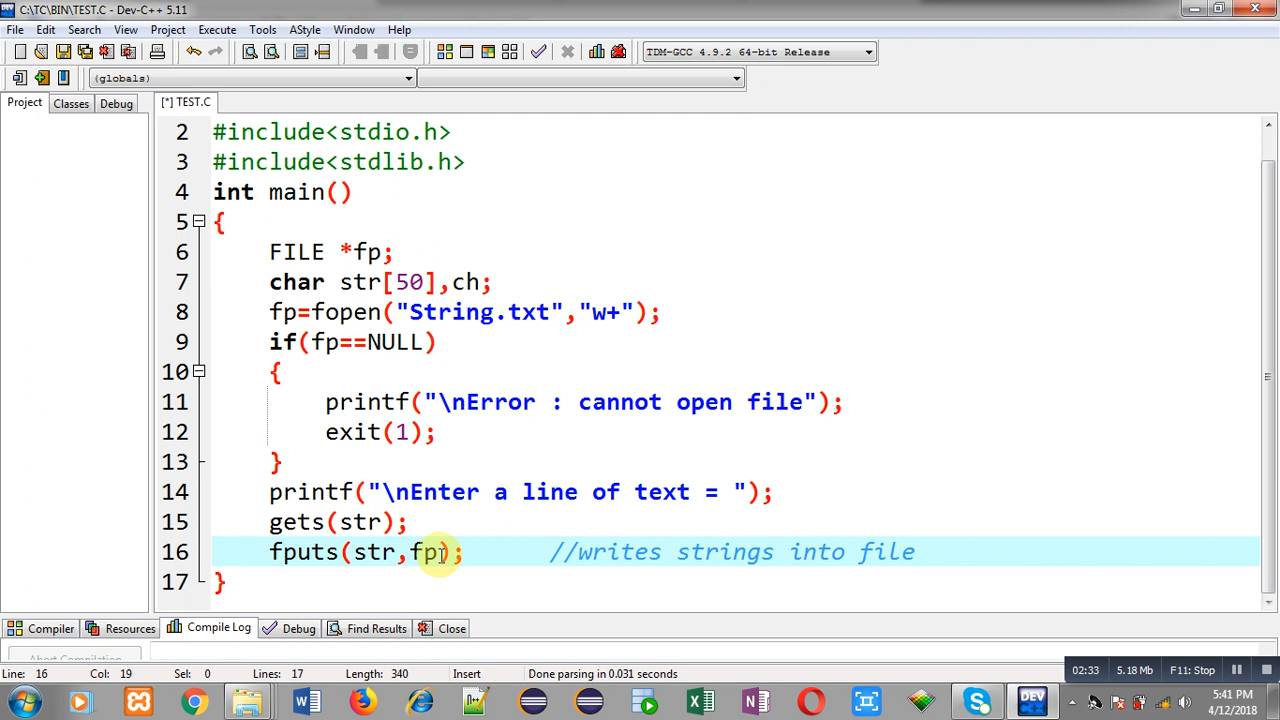 C:\TC\BIN\TEST.C - Dev-C++ 5.11
File Edit Search View Project Execute Tools AStyle Window Help
TDM-GCC 4.9.2 64-bit Release
(globals)
Project Classes Debug [*] TEST.C
2 #include<stdio.h>
3 #include<stdlib.h>
4 int main()
5 {
6 FILE *fp;
7 char str[50],ch;
8 fp=fopen("String.txt","w+");
9 if(fp==NULL)
10 {
11 printf("\nError : cannot open file");
12 exit(1);
13 }
14 printf("\nEnter a line of text = ");
15 gets(str);
16 fputs(str,fp); //writes strings into file
17 }
Compiler Resources Compile Log Debug Find Results Close
Abort Compilation
Line: 16 Col: 19 Sel: 0 Lines: 17 Length: 340 Insert Done parsing in 0.031 seconds
02:33 5.18 Mb F11: Stop
DEV
5:41 PM
4/12/2018